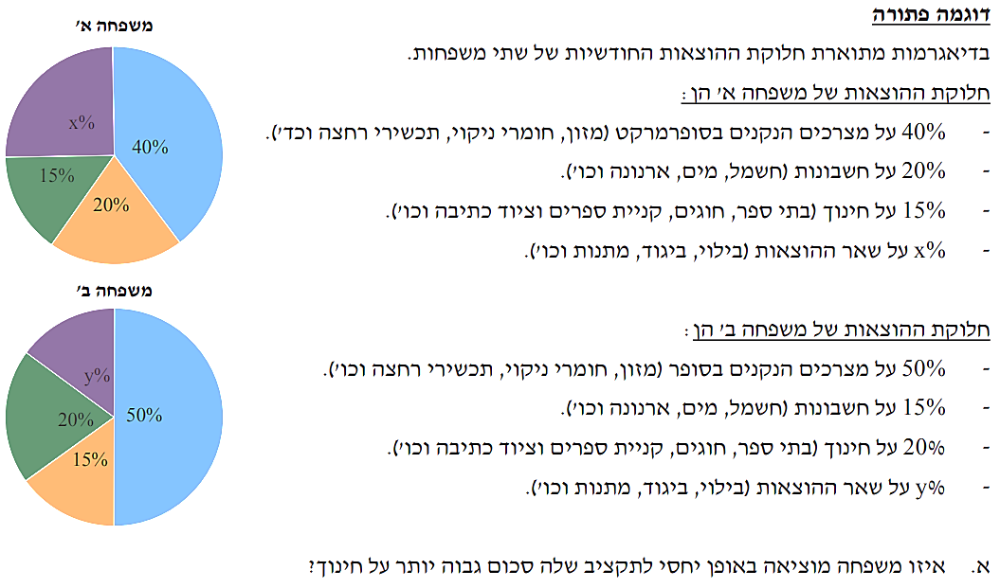 דוגמה פתורה
בדיאגרמות מתוארת חלוקת ההוצאות החודשיות של שתי משפחות.
חלוקת ההוצאות של משפחה א' הן:
- 40% על מצרכים הנקנים בסופרמרקט (מזון, חומרי ניקוי, תכשירי רחצה וכד').
- 20% על חשבונות (חשמל, מים, ארנונה וכו').
- 15% על חינוך (בתי ספר, חוגים, קניית ספרים וציוד כתיבה וכו').
- x% על שאר ההוצאות (בילוי, ביגוד, מתנות וכו').
משפחה א'
x%
40%
15%
20%
חלוקת ההוצאות של משפחה ב' הן:
- 50% על מצרכים הנקנים בסופר (מזון, חומרי ניקוי, תכשירי רחצה וכו').
- 15% על חשבונות (חשמל, מים, ארנונה וכו').
- 20% על חינוך (בתי ספר, חוגים, קניית ספרים וציוד כתיבה וכו').
- y% על שאר ההוצאות (בילוי, ביגוד, מתנות וכו').
משפחה ב'
y%
50%
20%
15%
א. איזו משפחה מוציאה באופן יחסי לתקציב שלה סכום גבוה יותר על חינוך?